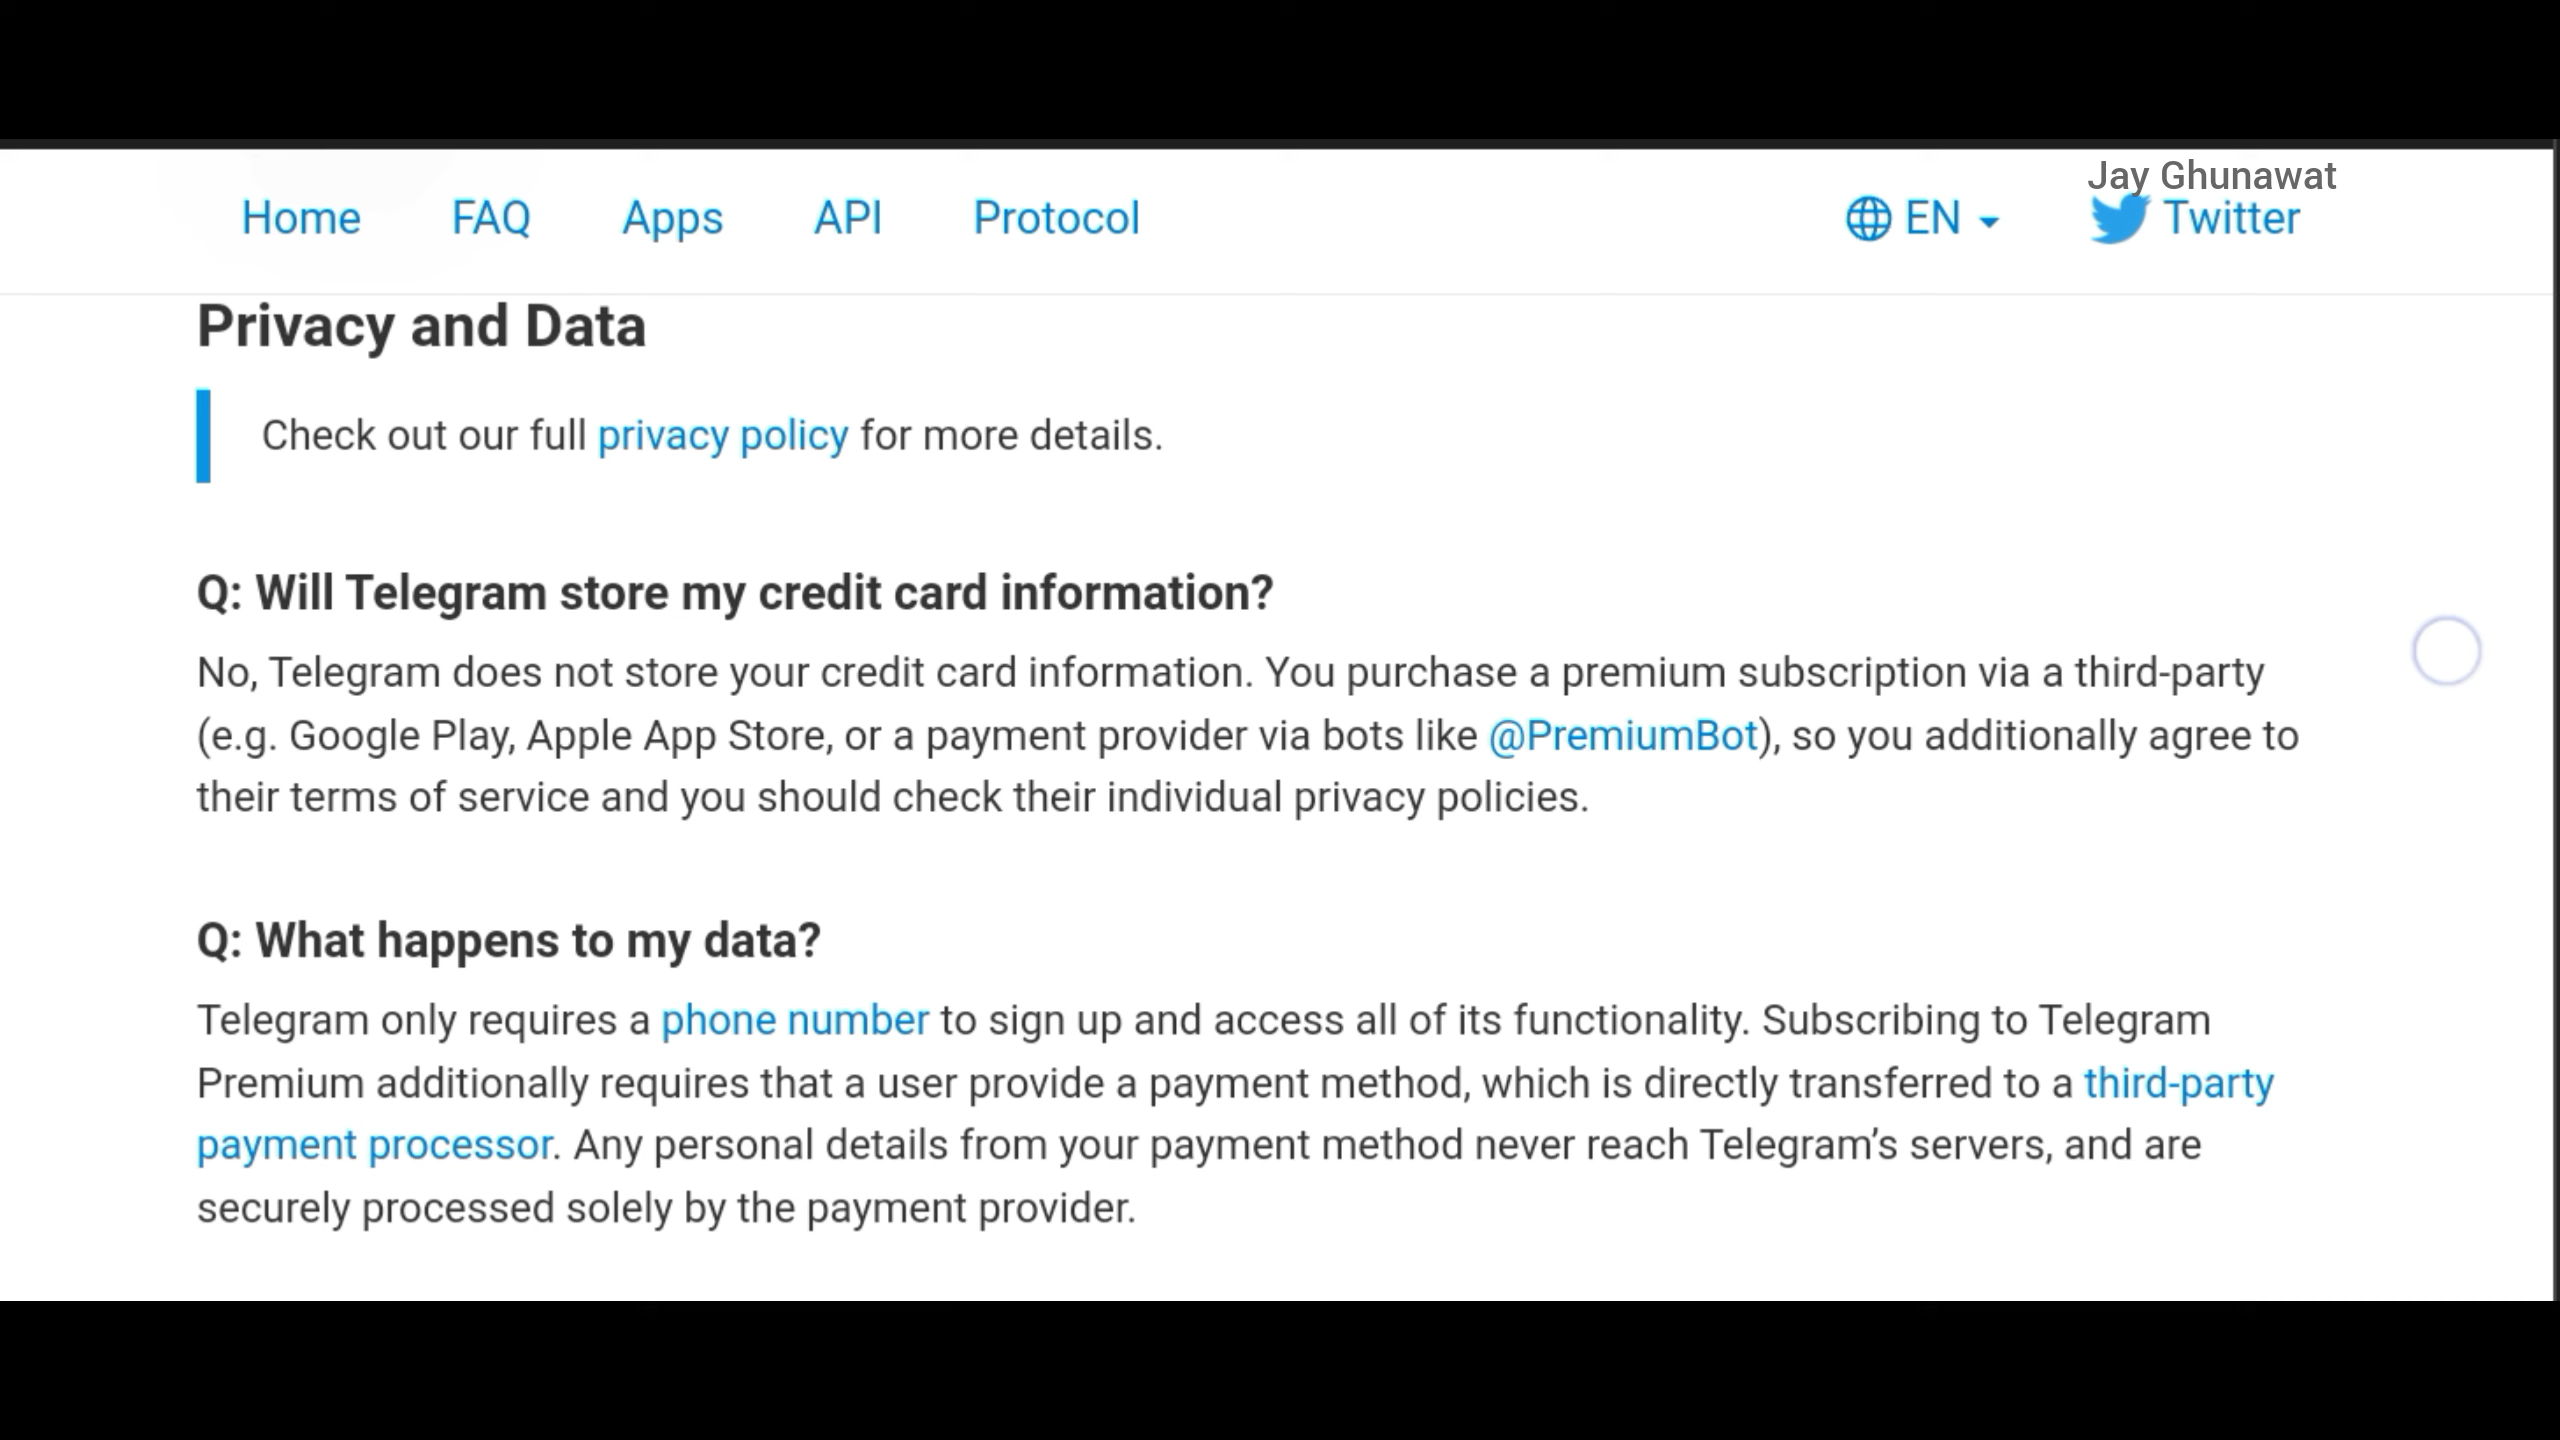 Jay Ghunawat
Home FAQ Apps API Protocol EN Twitter
Privacy and Data
Check out our full privacy policy for more details.
Q: Will Telegram store my credit card information?
No, Telegram does not store your credit card information. You purchase a premium subscription via a third-party
(e.g. Google Play, Apple App Store, or a payment provider via bots like @PremiumBot), so you additionally agree to
their terms of service and you should check their individual privacy policies.
Q: What happens to my data?
Telegram only requires a phone number to sign up and access all of its functionality. Subscribing to Telegram
Premium additionally requires that a user provide a payment method, which is directly transferred to a third-party
payment processor. Any personal details from your payment method never reach Telegram’s servers, and are
securely processed solely by the payment provider.